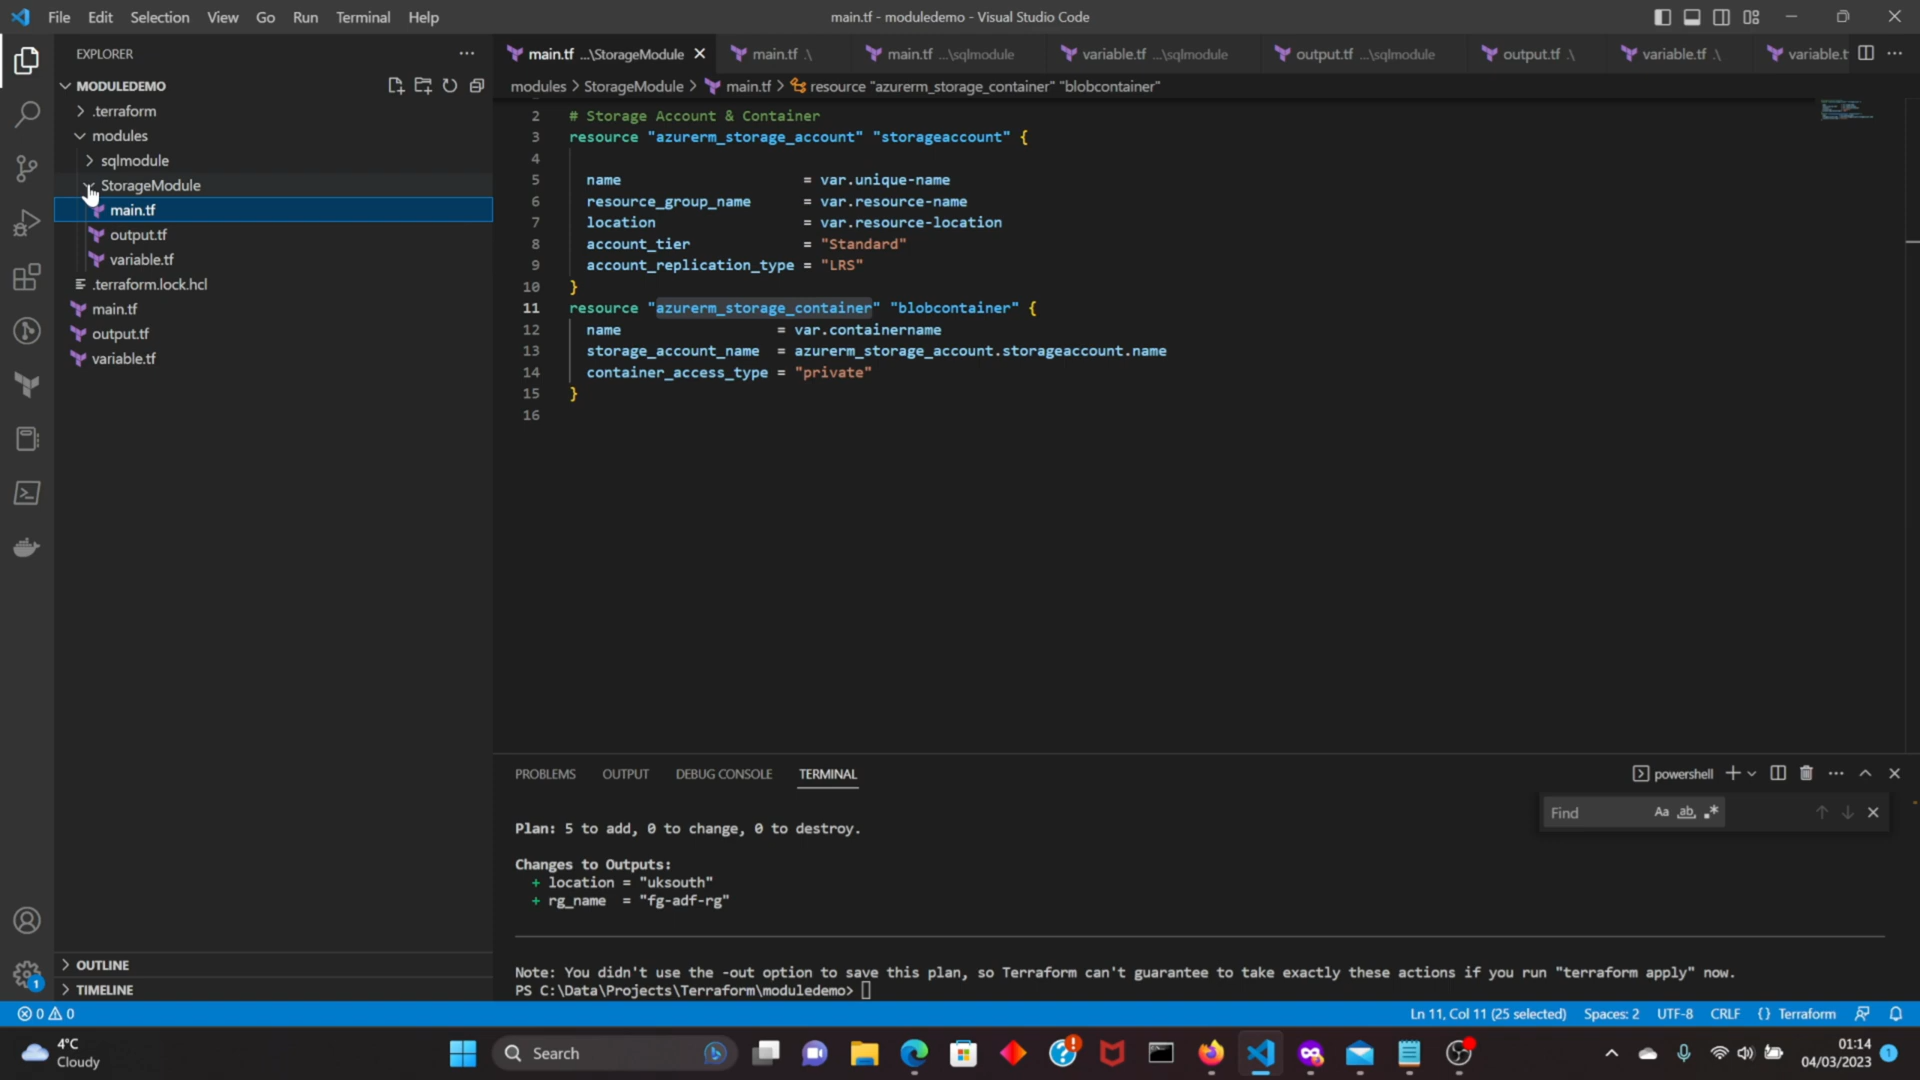 File Edit Selection View Go Run Terminal Help
main.tf - moduledemo - Visual Studio Code
EXPLORER
MODULEDEMO
.terraform
modules
sqlmodule
StorageModule
main.tf
output.tf
variable.tf
.terraform.lock.hcl
main.tf
output.tf
variable.tf
OUTLINE
TIMELINE
main.tf ...\StorageModule
main.tf .\
main.tf ...\sqlmodule
variable.tf ...\sqlmodule
output.tf ...\sqlmodule
output.tf .\
variable.tf .\
variable.t
modules > StorageModule > main.tf > resource "azurerm_storage_container" "blobcontainer"
2 # Storage Account & Container
3 resource "azurerm_storage_account" "storageaccount" {
4
5 name = var.unique-name
6 resource_group_name = var.resource-name
7 location = var.resource-location
8 account_tier = "Standard"
9 account_replication_type = "LRS"
10 }
11 resource "azurerm_storage_container" "blobcontainer" {
12 name = var.containername
13 storage_account_name = azurerm_storage_account.storageaccount.name
14 container_access_type = "private"
15 }
16
PROBLEMS OUTPUT DEBUG CONSOLE TERMINAL
powershell
Find Aa ab .*
Plan: 5 to add, 0 to change, 0 to destroy.
Changes to Outputs:
+ location = "uksouth"
+ rg_name = "fg-adf-rg"
Note: You didn't use the -out option to save this plan, so Terraform can't guarantee to take exactly these actions if you run "terraform apply" now.
PS C:\Data\Projects\Terraform\moduledemo>
1
0 0
Ln 11, Col 11 (25 selected) Spaces: 2 UTF-8 CRLF {} Terraform
4°C
Cloudy
Search
01:14
04/03/2023
1